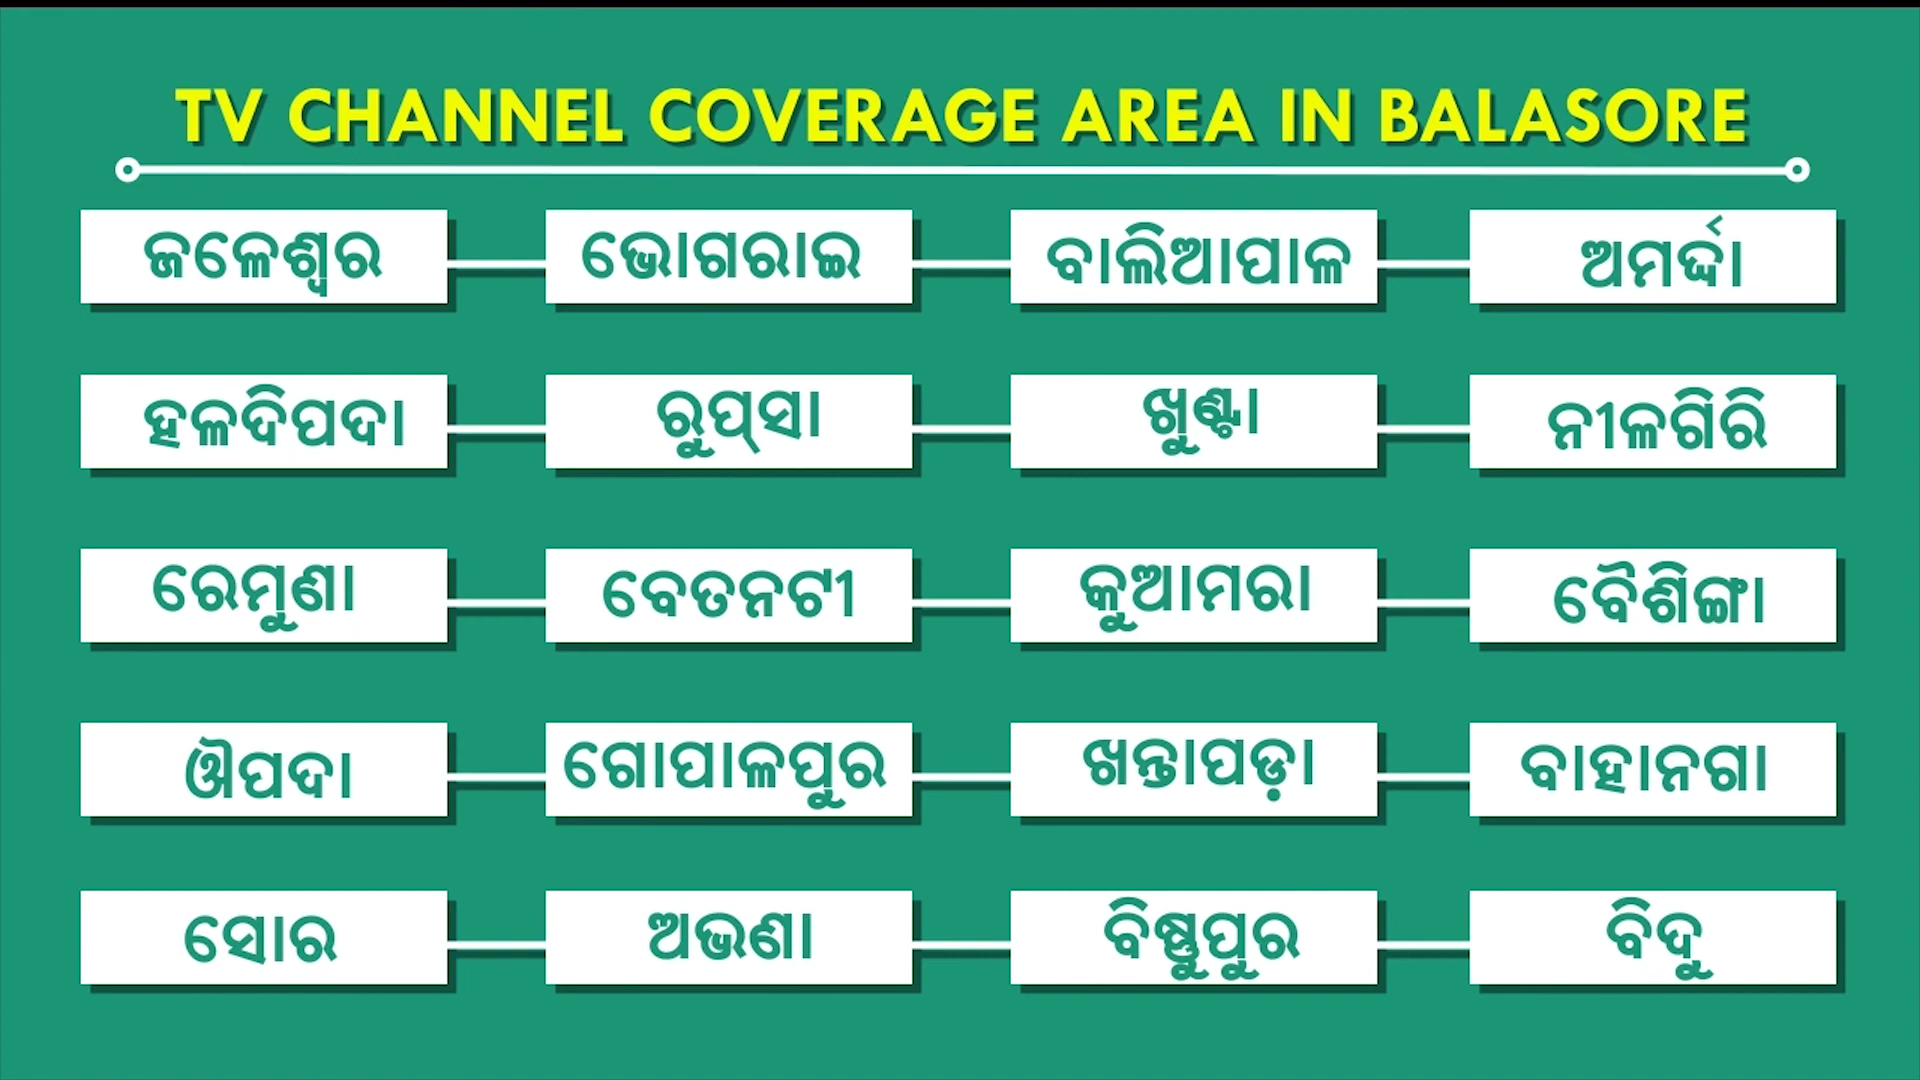 TV CHANNEL COVERAGE AREA IN BALASORE
ଜଳେଶ୍ୱର ଭୋଗରାଇ ବାଲିଆପାଳ ଅମର୍ଦ୍ଦା
ହଳଦିପଦା ରୁପ୍‌ସା ଖୁଣ୍ଟା ନୀଳଗିରି
ରେମୁଣା ବେତନଟୀ କୁଆମରା ବୈଶିଙ୍ଗା
ଔପଦା ଗୋପାଳପୁର ଖନ୍ତାପଡ଼ା ବାହାନଗା
ସୋର ଅଭଣା ବିଷ୍ଣୁପୁର ବିଦୁ